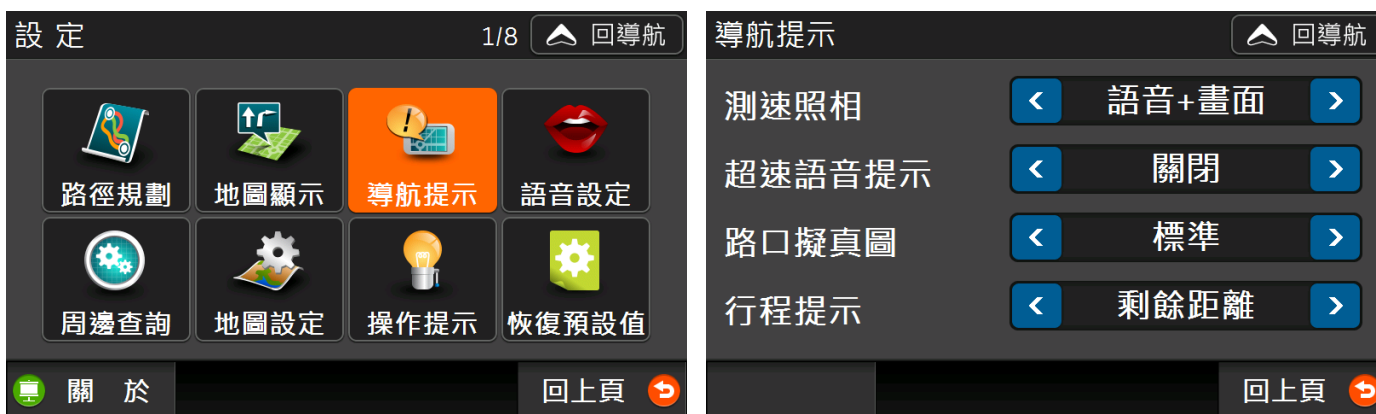 設 定 1/8 回導航
路徑規劃 地圖顯示 導航提示 語音設定
周邊查詢 地圖設定 操作提示 恢復預設值
關 於 回上頁
導航提示 回導航
測速照相 語音+畫面
超速語音提示 關閉
路口擬真圖 標準
行程提示 剩餘距離
回上頁